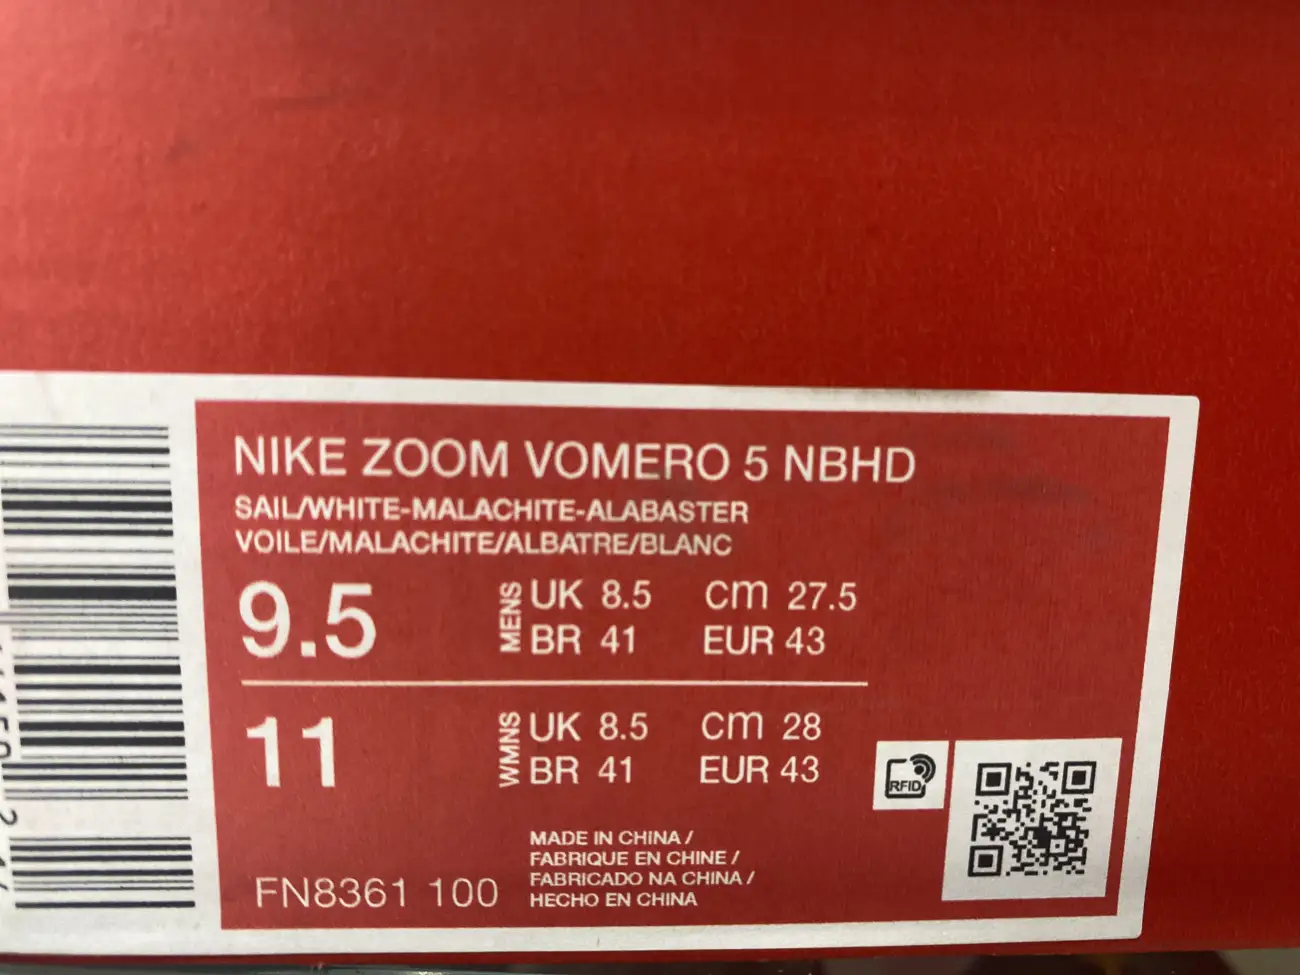 NIKE ZOOM VOMERO 5 NBHD
SAIL/WHITE-MALACHITE-ALABASTER
VOILE/MALACHITE/ALBATRE/BLANC
9.5 MENS UK 8.5 CM 27.5
BR 41 EUR 43
11 WMNS UK 8.5 CM 28
BR 41 EUR 43
RFID
MADE IN CHINA /
FABRIQUE EN CHINE /
FABRICADO NA CHINA /
HECHO EN CHINA
FN8361 100